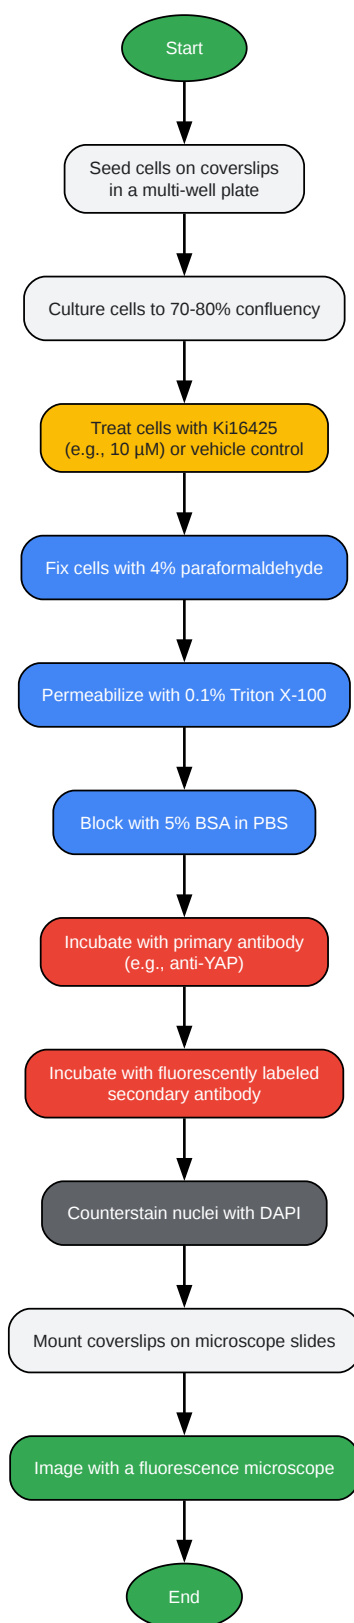 Start
Seed cells on coverslips
in a multi-well plate
Culture cells to 70-80% confluency
Treat cells with Ki16425
(e.g., 10 µM) or vehicle control
Fix cells with 4% paraformaldehyde
Permeabilize with 0.1% Triton X-100
Block with 5% BSA in PBS
Incubate with primary antibody
(e.g., anti-YAP)
Incubate with fluorescently labeled
secondary antibody
Counterstain nuclei with DAPI
Mount coverslips on microscope slides
Image with a fluorescence microscope
End